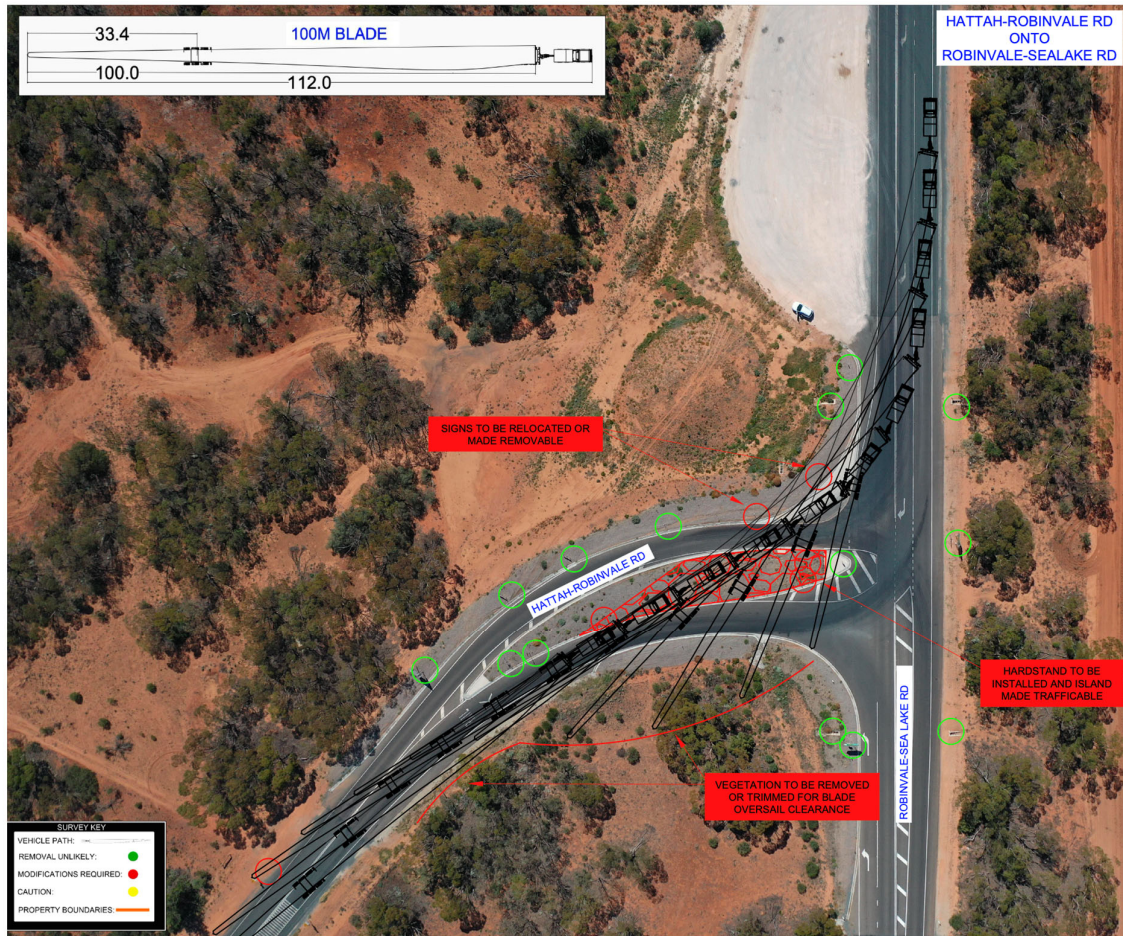 33.4
100M BLADE
100.0
112.0
HATTAH-ROBINVALE RD
ONTO
ROBINVALE-SEALAKE RD
SIGNS TO BE RELOCATED OR
MADE REMOVABLE
HATTAH-ROBINVALE RD
HARDSTAND TO BE
INSTALLED AND ISLAND
MADE TRAFFICABLE
ROBINVALE-SEA LAKE RD
VEGETATION TO BE REMOVED
OR TRIMMED FOR BLADE
OVERSAIL CLEARANCE
SURVEY KEY
VEHICLE PATH:
REMOVAL UNLIKELY:
MODIFICATIONS REQUIRED:
CAUTION:
PROPERTY BOUNDARIES: